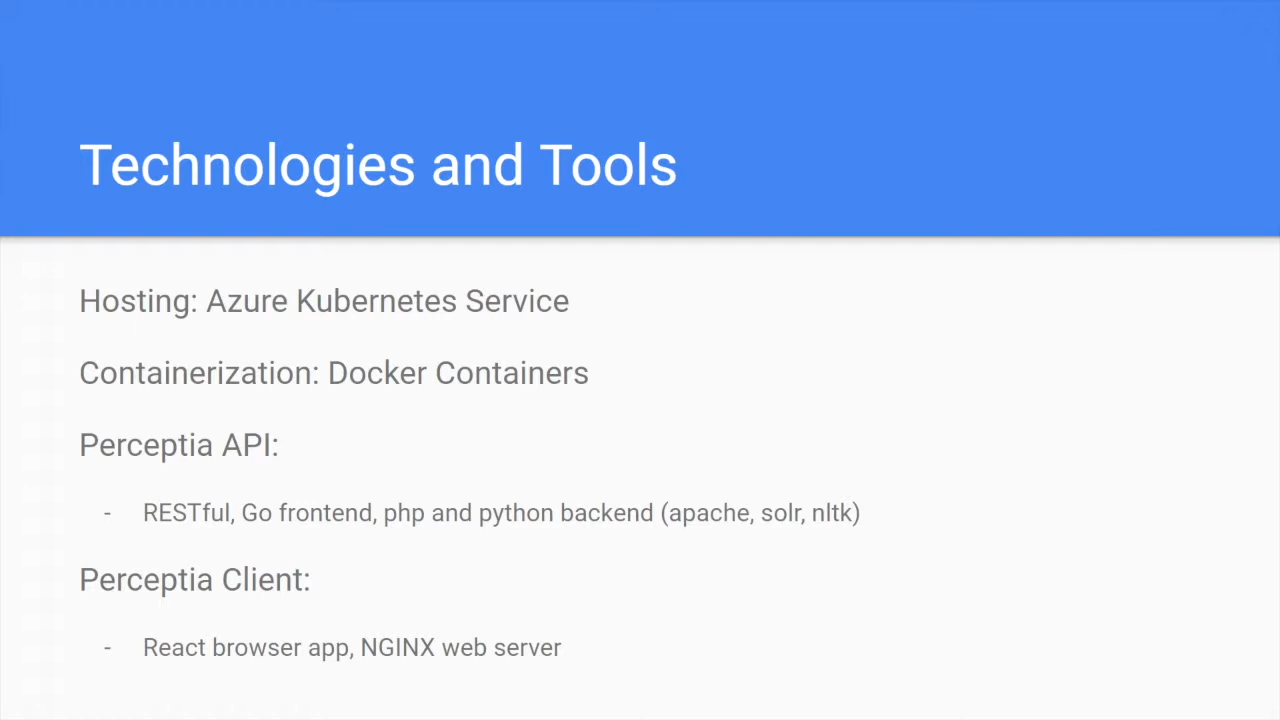 Technologies and Tools
Hosting: Azure Kubernetes Service
Containerization: Docker Containers
Perceptia API:
- RESTful, Go frontend, php and python backend (apache, solr, nltk)
Perceptia Client:
- React browser app, NGINX web server